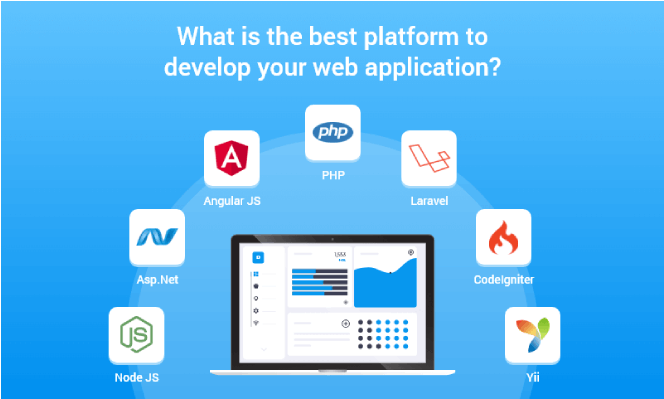 What is the best platform to
develop your web application?
php
PHP
A
Angular JS
Laravel
Asp.Net
CodeIgniter
JS
Node JS
Yii